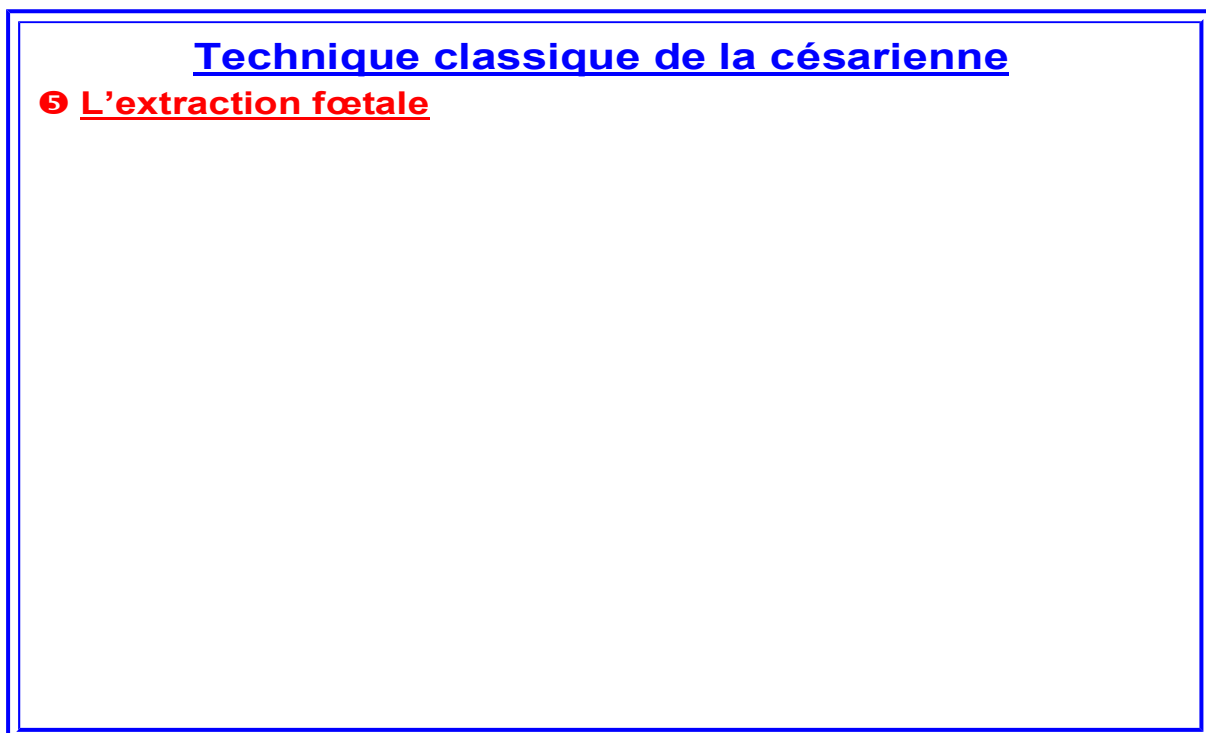 Technique classique de la césarienne
❺ L’extraction fœtale